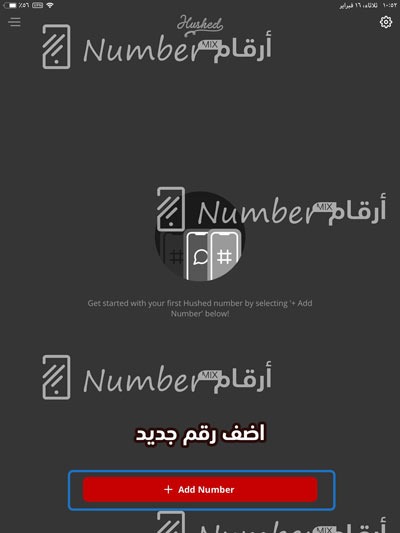 ١٠:٥٢ ثلاثاء، ١٦ فبراير
٪٥٦ VPN
Hushed
Number MIX أرقام
Number MIX أرقام
Get started with your first Hushed number by selecting '+ Add
Number' below!
Number MIX أرقام
اضف رقم جديد
+ Add Number
Number MIX أرقام